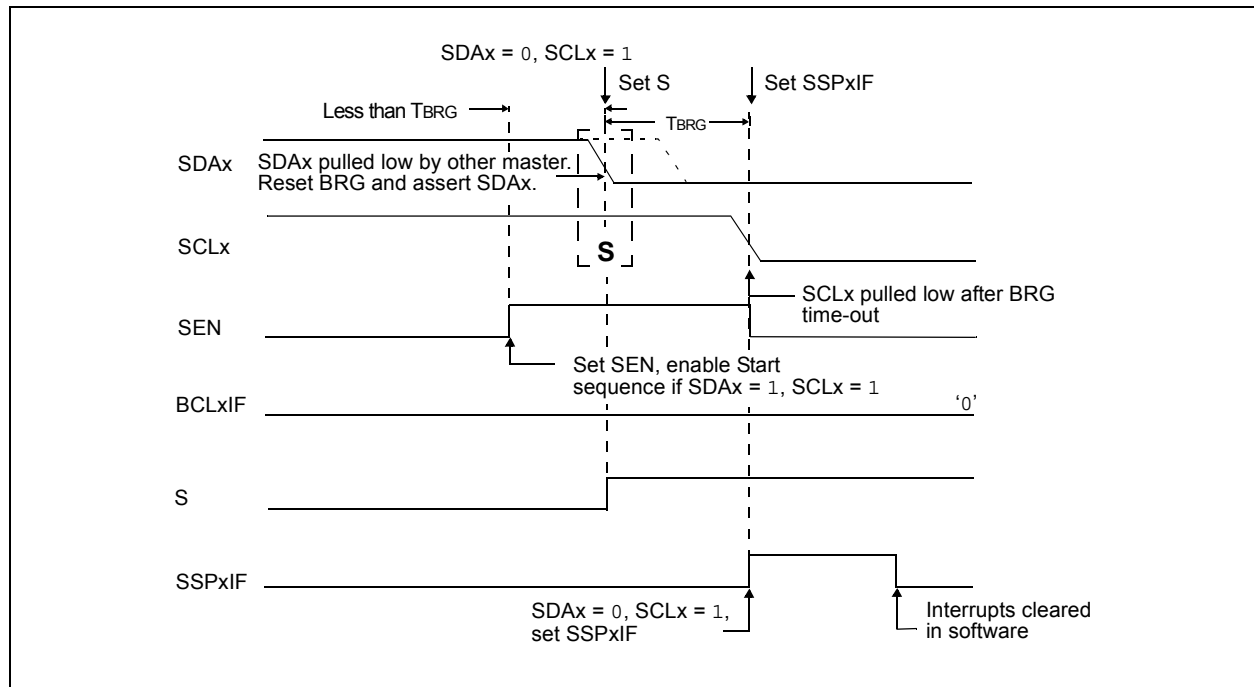 SDAx = 0, SCLx = 1
Set S
Set SSPxIF
Less than TBRG
TBRG
SDAx
SDAx pulled low by other master.
Reset BRG and assert SDAx.
SCLx
S
SCLx pulled low after BRG
time-out
SEN
Set SEN, enable Start
sequence if SDAx = 1, SCLx = 1
BCLxIF
‘0’
S
SSPxIF
SDAx = 0, SCLx = 1,
set SSPxIF
Interrupts cleared
in software